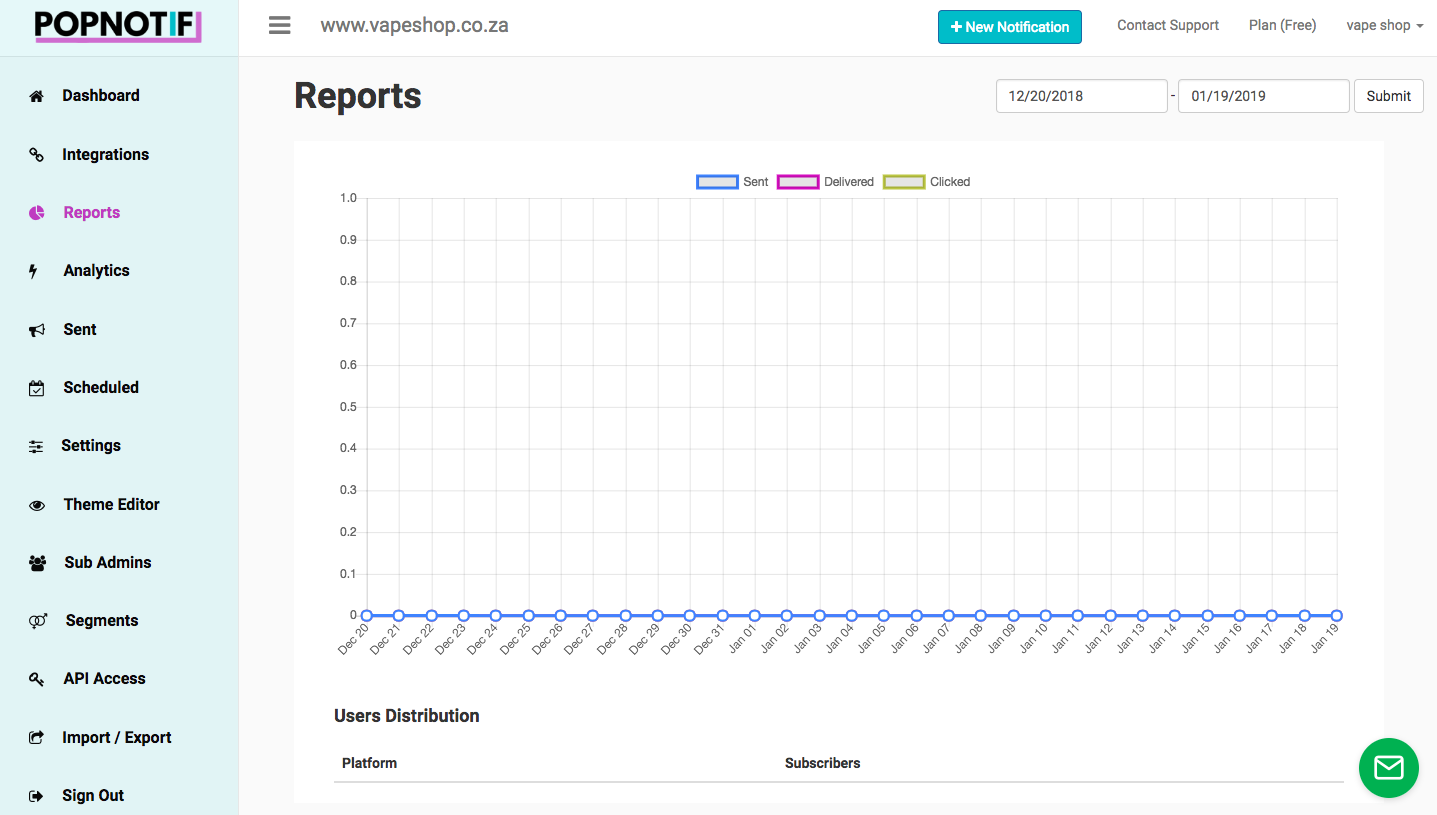 POPNOTIFI
www.vapeshop.co.za
New Notification
Contact Support
Plan (Free)
vape shop
Dashboard
Integrations
Reports
Analytics
Sent
Scheduled
Settings
Theme Editor
Sub Admins
Segments
API Access
Import / Export
Sign Out
Reports
12/20/2018 - 01/19/2019 Submit
Sent Delivered Clicked
1.0
0.9
0.8
0.7
0.6
0.5
0.4
0.3
0.2
0.1
0
Dec 20
Dec 21
Dec 22
Dec 23
Dec 24
Dec 25
Dec 26
Dec 27
Dec 28
Dec 29
Dec 30
Dec 31
Jan 01
Jan 02
Jan 03
Jan 04
Jan 05
Jan 06
Jan 07
Jan 08
Jan 09
Jan 10
Jan 11
Jan 12
Jan 13
Jan 14
Jan 15
Jan 16
Jan 17
Jan 18
Jan 19
Users Distribution
Platform Subscribers